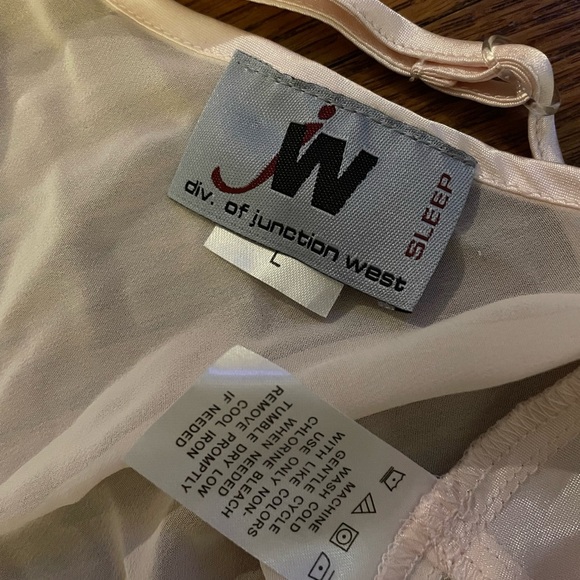 jW
div. of junction west
SLEEP
L
MACHINE
WASH COLD
GENTLE CYCLE
WITH LIKE COLORS
USE ONLY NON-
CHLORINE BLEACH
WHEN NEEDED
TUMBLE DRY LOW
REMOVE PROMPTLY
COOL IRON
IF NEEDED